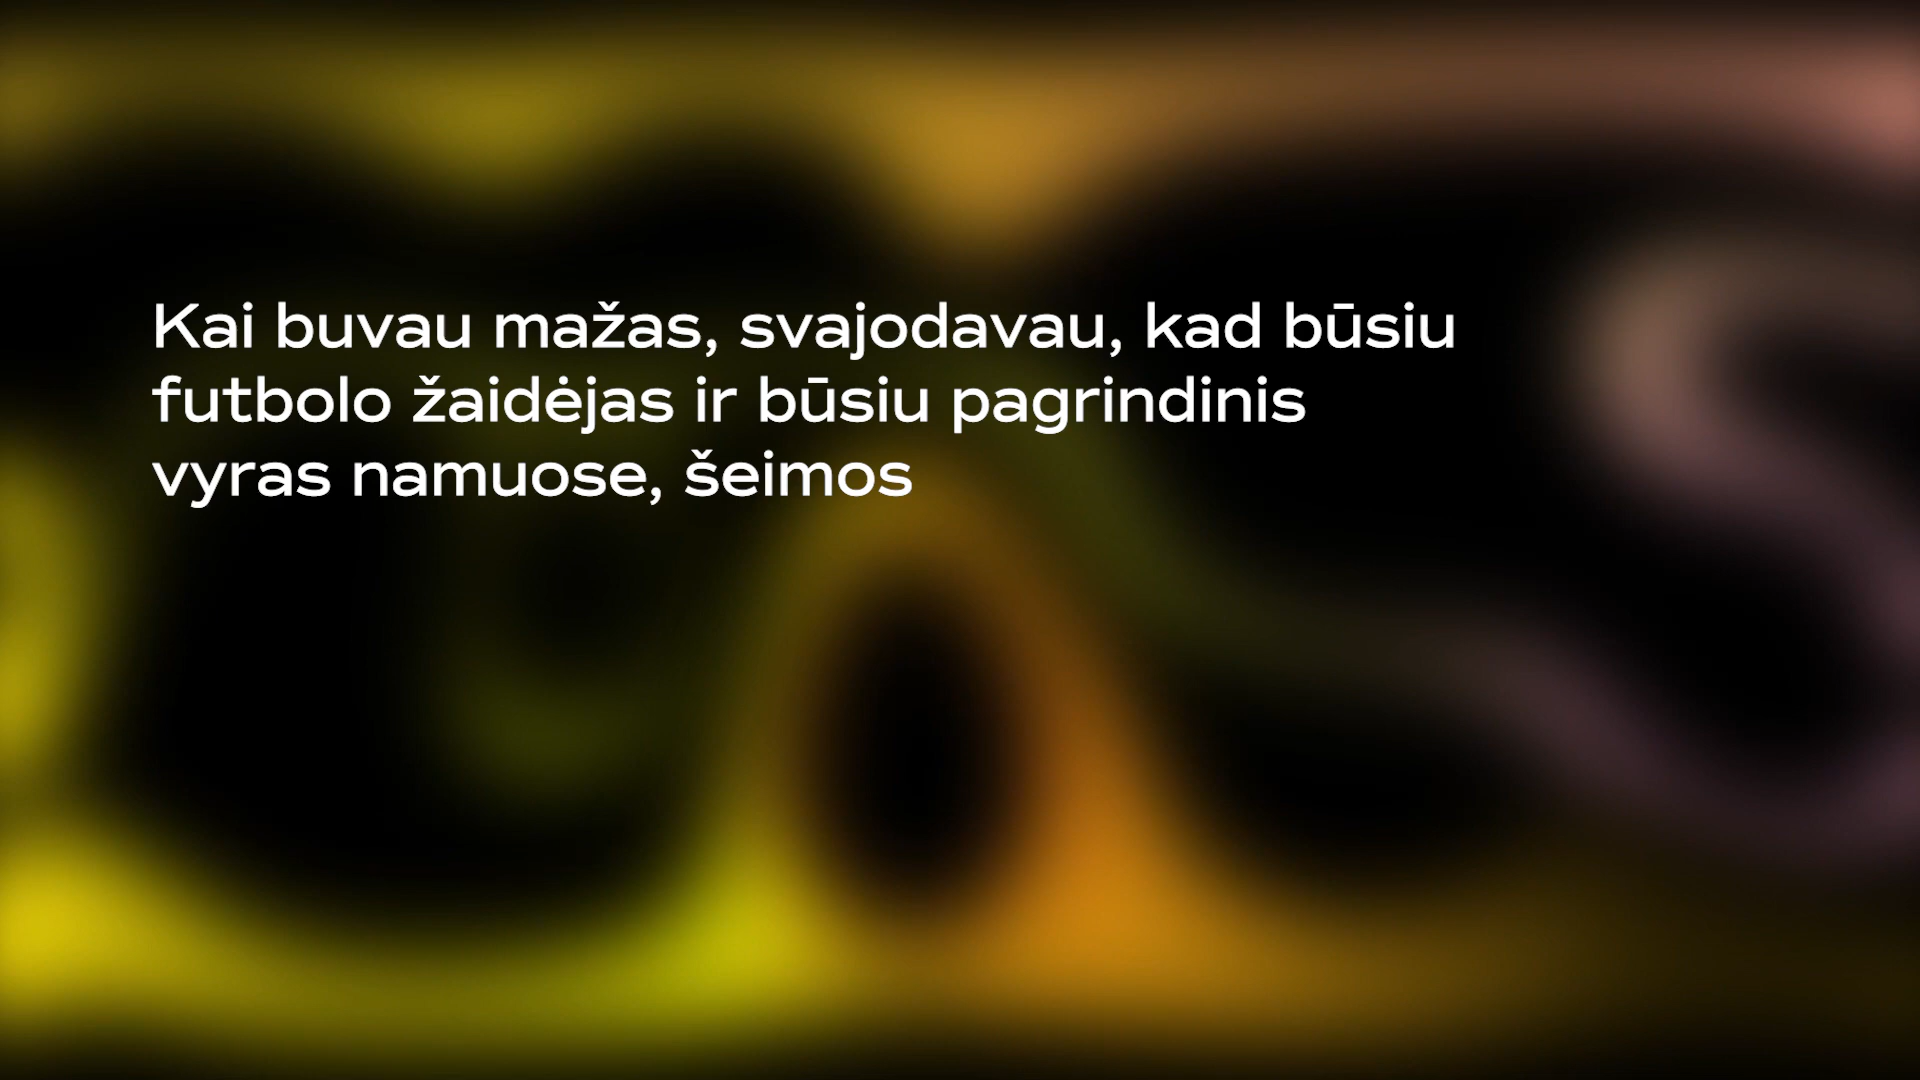 Kai buvau mažas, svajodavau, kad būsiu
futbolo žaidėjas ir būsiu pagrindinis
vyras namuose, šeimos